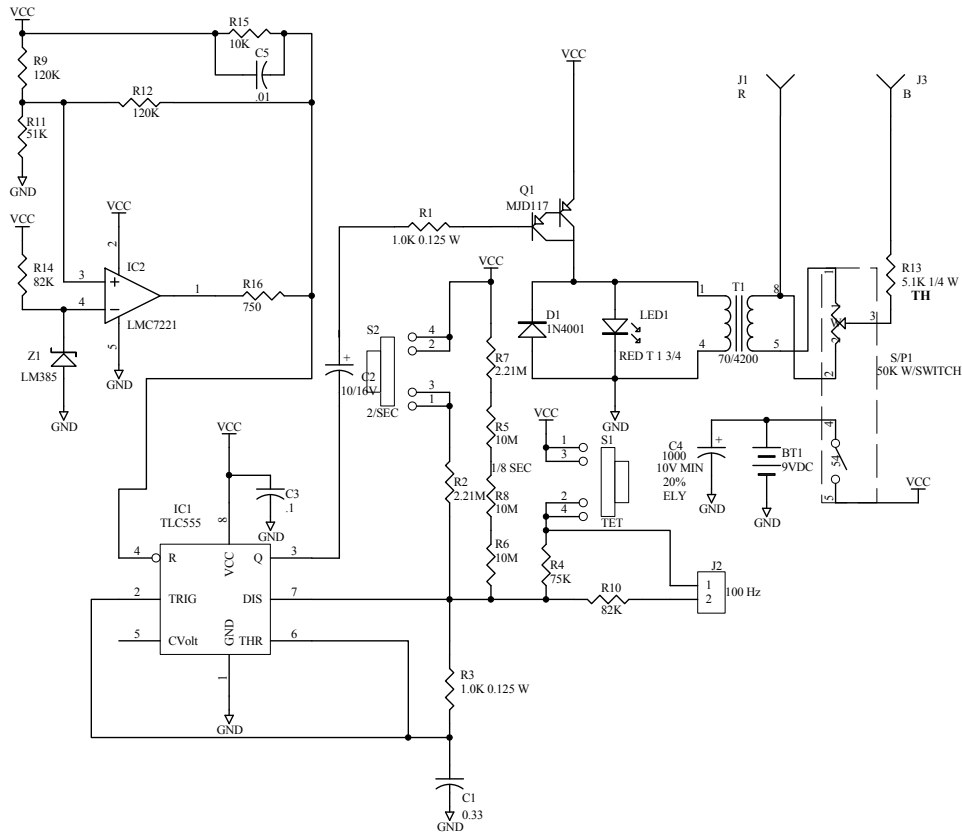 VCC
R15
10K
C5
.01
R9
120K
R12
120K
R11
51K
GND
VCC
J1
R
J3
B
VCC
VCC
R14
82K
2
IC2
3
4
1
5
LMC7221
R16
750
Z1
LM385
GND
GND
Q1
MJD117
R1
1.0K 0.125 W
VCC
S2
4
2
3
1
2/SEC
+
C2
10/16V
R7
2.21M
R5
10M
1/8 SEC
R8
10M
R6
10M
R2
2.21M
D1
1N4001
LED1
RED T 1 3/4
GND
1
4
T1
8
5
70/4200
R13
5.1K 1/4 W
TH
1
3
2
S/P1
50K W/SWITCH
VCC
1
3
S1
2
4
TET
C4
1000
10V MIN
20%
ELY
+
GND
BT1
9VDC
GND
4
54
5
VCC
VCC
C3
.1
GND
IC1
TLC555
8
4
R
VCC
Q
3
2
TRIG
DIS
7
5
CVolt
GND
THR
6
1
GND
R4
75K
R10
82K
J2
1
2
100 Hz
R3
1.0K 0.125 W
C1
0.33
GND